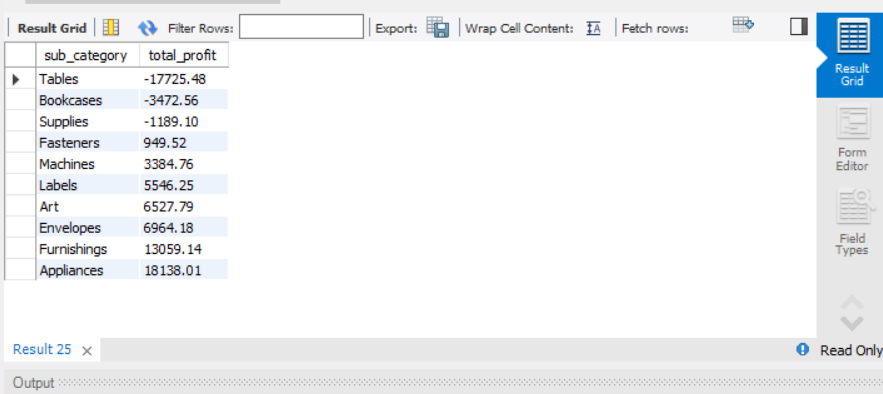 Result Grid Filter Rows: Export: Wrap Cell Content: IA Fetch rows:
sub_category total_profit
Tables -17725.48
Bookcases -3472.56
Supplies -1189.10
Fasteners 949.52
Machines 3384.76
Labels 5546.25
Art 6527.79
Envelopes 6964.18
Furnishings 13059.14
Appliances 18138.01
Result
Grid
Form
Editor
Field
Types
Result 25 Read Only
Output